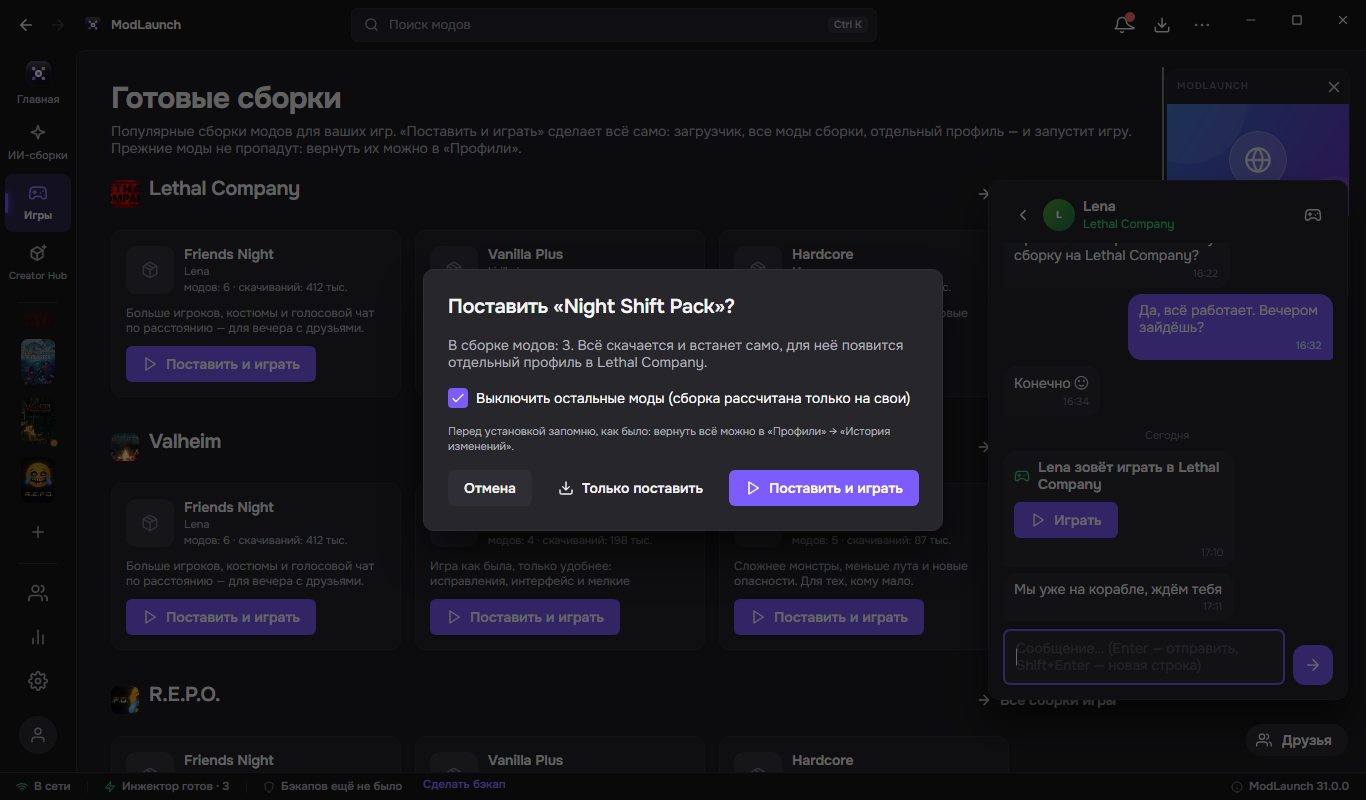 ModLaunch
Поиск модов
Ctrl K
Главная
ИИ-сборки
Игры
Creator Hub
Готовые сборки
Популярные сборки модов для ваших игр. «Поставить и играть» сделает всё само: загрузчик, все моды сборки, отдельный профиль — и запустит игру.
Прежние моды не пропадут: вернуть их можно в «Профили».
MODLAUNCH
Lethal Company
Friends Night
Lena
модов: 6 · скачиваний: 412 тыс.
Больше игроков, костюмы и голосовой чат
по расстоянию — для вечера с друзьями.
Поставить и играть
Vanilla Plus
Hardcore
Поставить «Night Shift Pack»?
В сборке модов: 3. Всё скачается и встанет само, для неё появится
отдельный профиль в Lethal Company.
Выключить остальные моды (сборка рассчитана только на свои)
Перед установкой запомню, как было: вернуть всё можно в «Профили» → «История
изменений».
Отмена
Только поставить
Поставить и играть
Valheim
Friends Night
Lena
модов: 6 · скачиваний: 412 тыс.
Больше игроков, костюмы и голосовой чат
по расстоянию — для вечера с друзьями.
Поставить и играть
модов: 4 · скачиваний: 198 тыс.
Игра как была, только удобнее:
исправления, интерфейс и мелкие
Поставить и играть
модов: 5 · скачиваний: 87 тыс.
Сложнее монстры, меньше лута и новые
опасности. Для тех, кому мало.
Поставить и играть
R.E.P.O.
Все сборки игры
Friends Night
Vanilla Plus
Hardcore
L
Lena
Lethal Company
сборку на Lethal Company?
16:22
Да, всё работает. Вечером
зайдёшь?
16:32
Конечно
16:34
Сегодня
Lena зовёт играть в Lethal
Company
Играть
17:10
Мы уже на корабле, ждём тебя
17:11
Сообщение… (Enter — отправить,
Shift+Enter — новая строка)
Друзья
В сети
Инжектор готов · 3
Бэкапов ещё не было
Сделать бэкап
ModLaunch 31.0.0